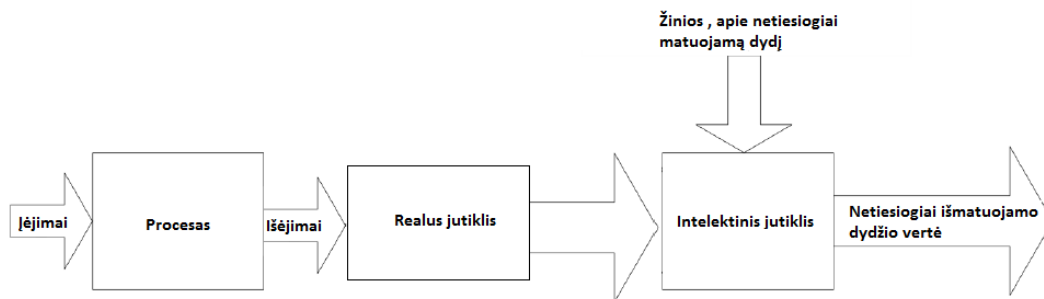 Žinios , apie netiesiogiai
matuojamą dydį
Įėjimai
Procesas
Išėjimai
Realus jutiklis
Intelektinis jutiklis
Netiesiogiai išmatuojamo
dydžio vertė